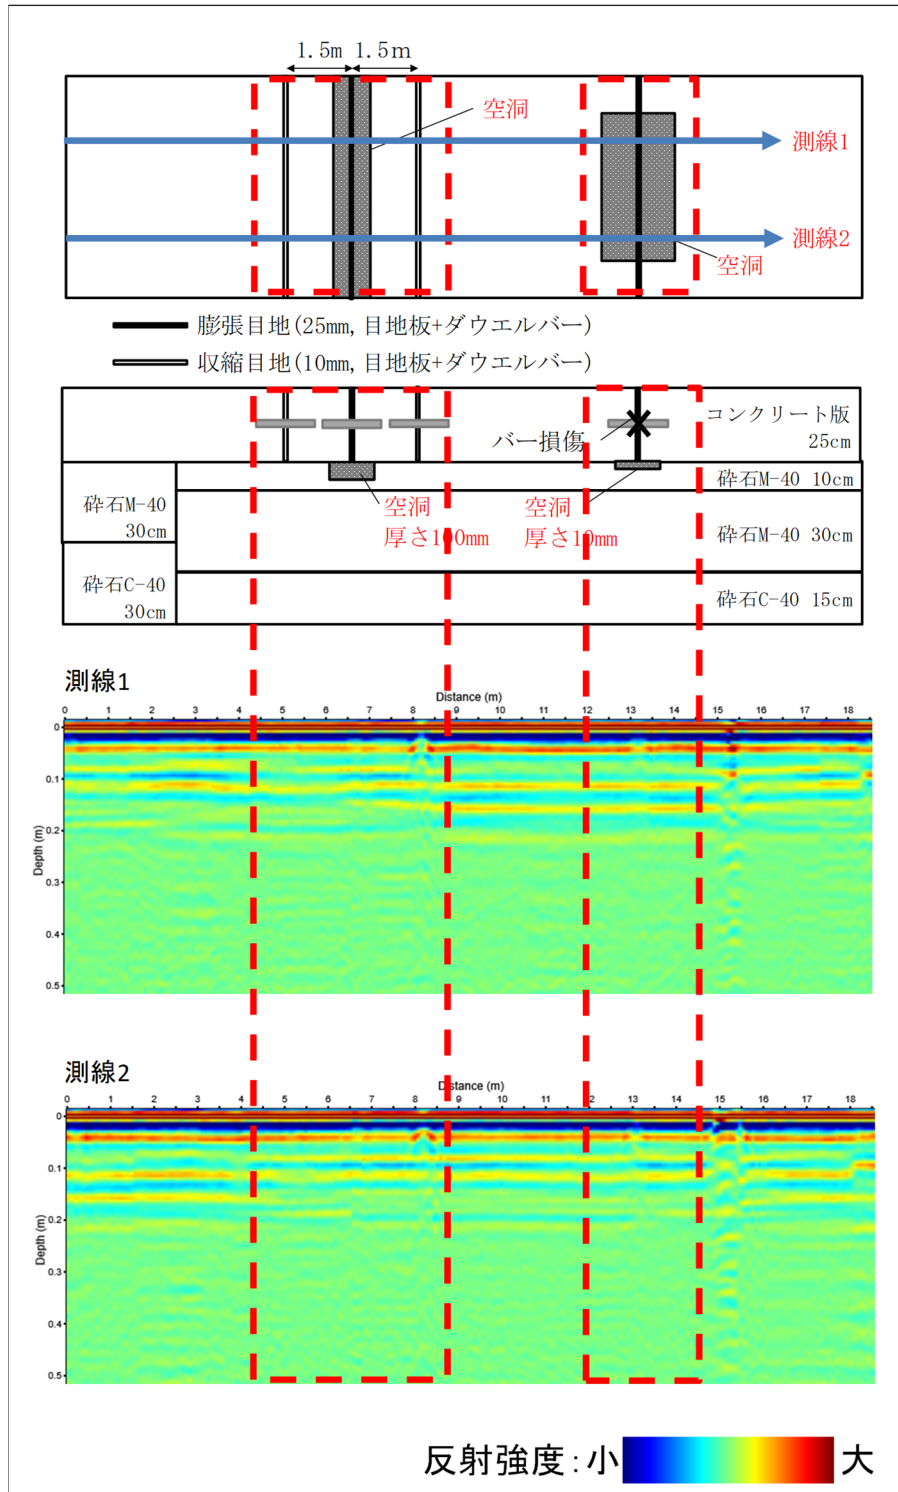 1.5m 1.5m
空洞
測線1
測線2
空洞
膨張目地(25mm, 目地板+ダウエルバー)
収縮目地(10mm, 目地板+ダウエルバー)
コンクリート版
25cm
バー損傷
砕石M-40 10cm
空洞
厚さ100mm
空洞
厚さ10mm
砕石M-40
30cm
砕石M-40 30cm
砕石C-40
30cm
砕石C-40 15cm
測線1
Distance (m)
0 1 2 3 4 5 6 7 8 9 10 11 12 13 14 15 16 17 18
Depth (m)
0
0.1
0.2
0.3
0.4
0.5
測線2
Distance (m)
0 1 2 3 4 5 6 7 8 9 10 11 12 13 14 15 16 17 18
Depth (m)
0
0.1
0.2
0.3
0.4
0.5
反射強度:小 大